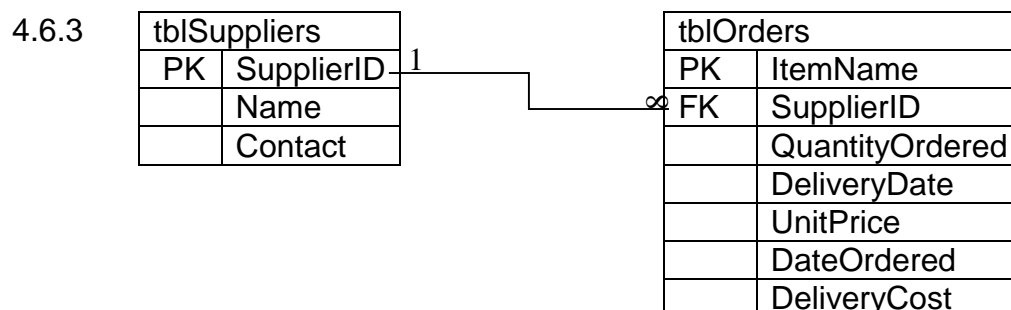 4.6.3 tblSuppliers tblOrders
PK SupplierID 1 PK ItemName
Name ∞ FK SupplierID
Contact QuantityOrdered
DeliveryDate
UnitPrice
DateOrdered
DeliveryCost